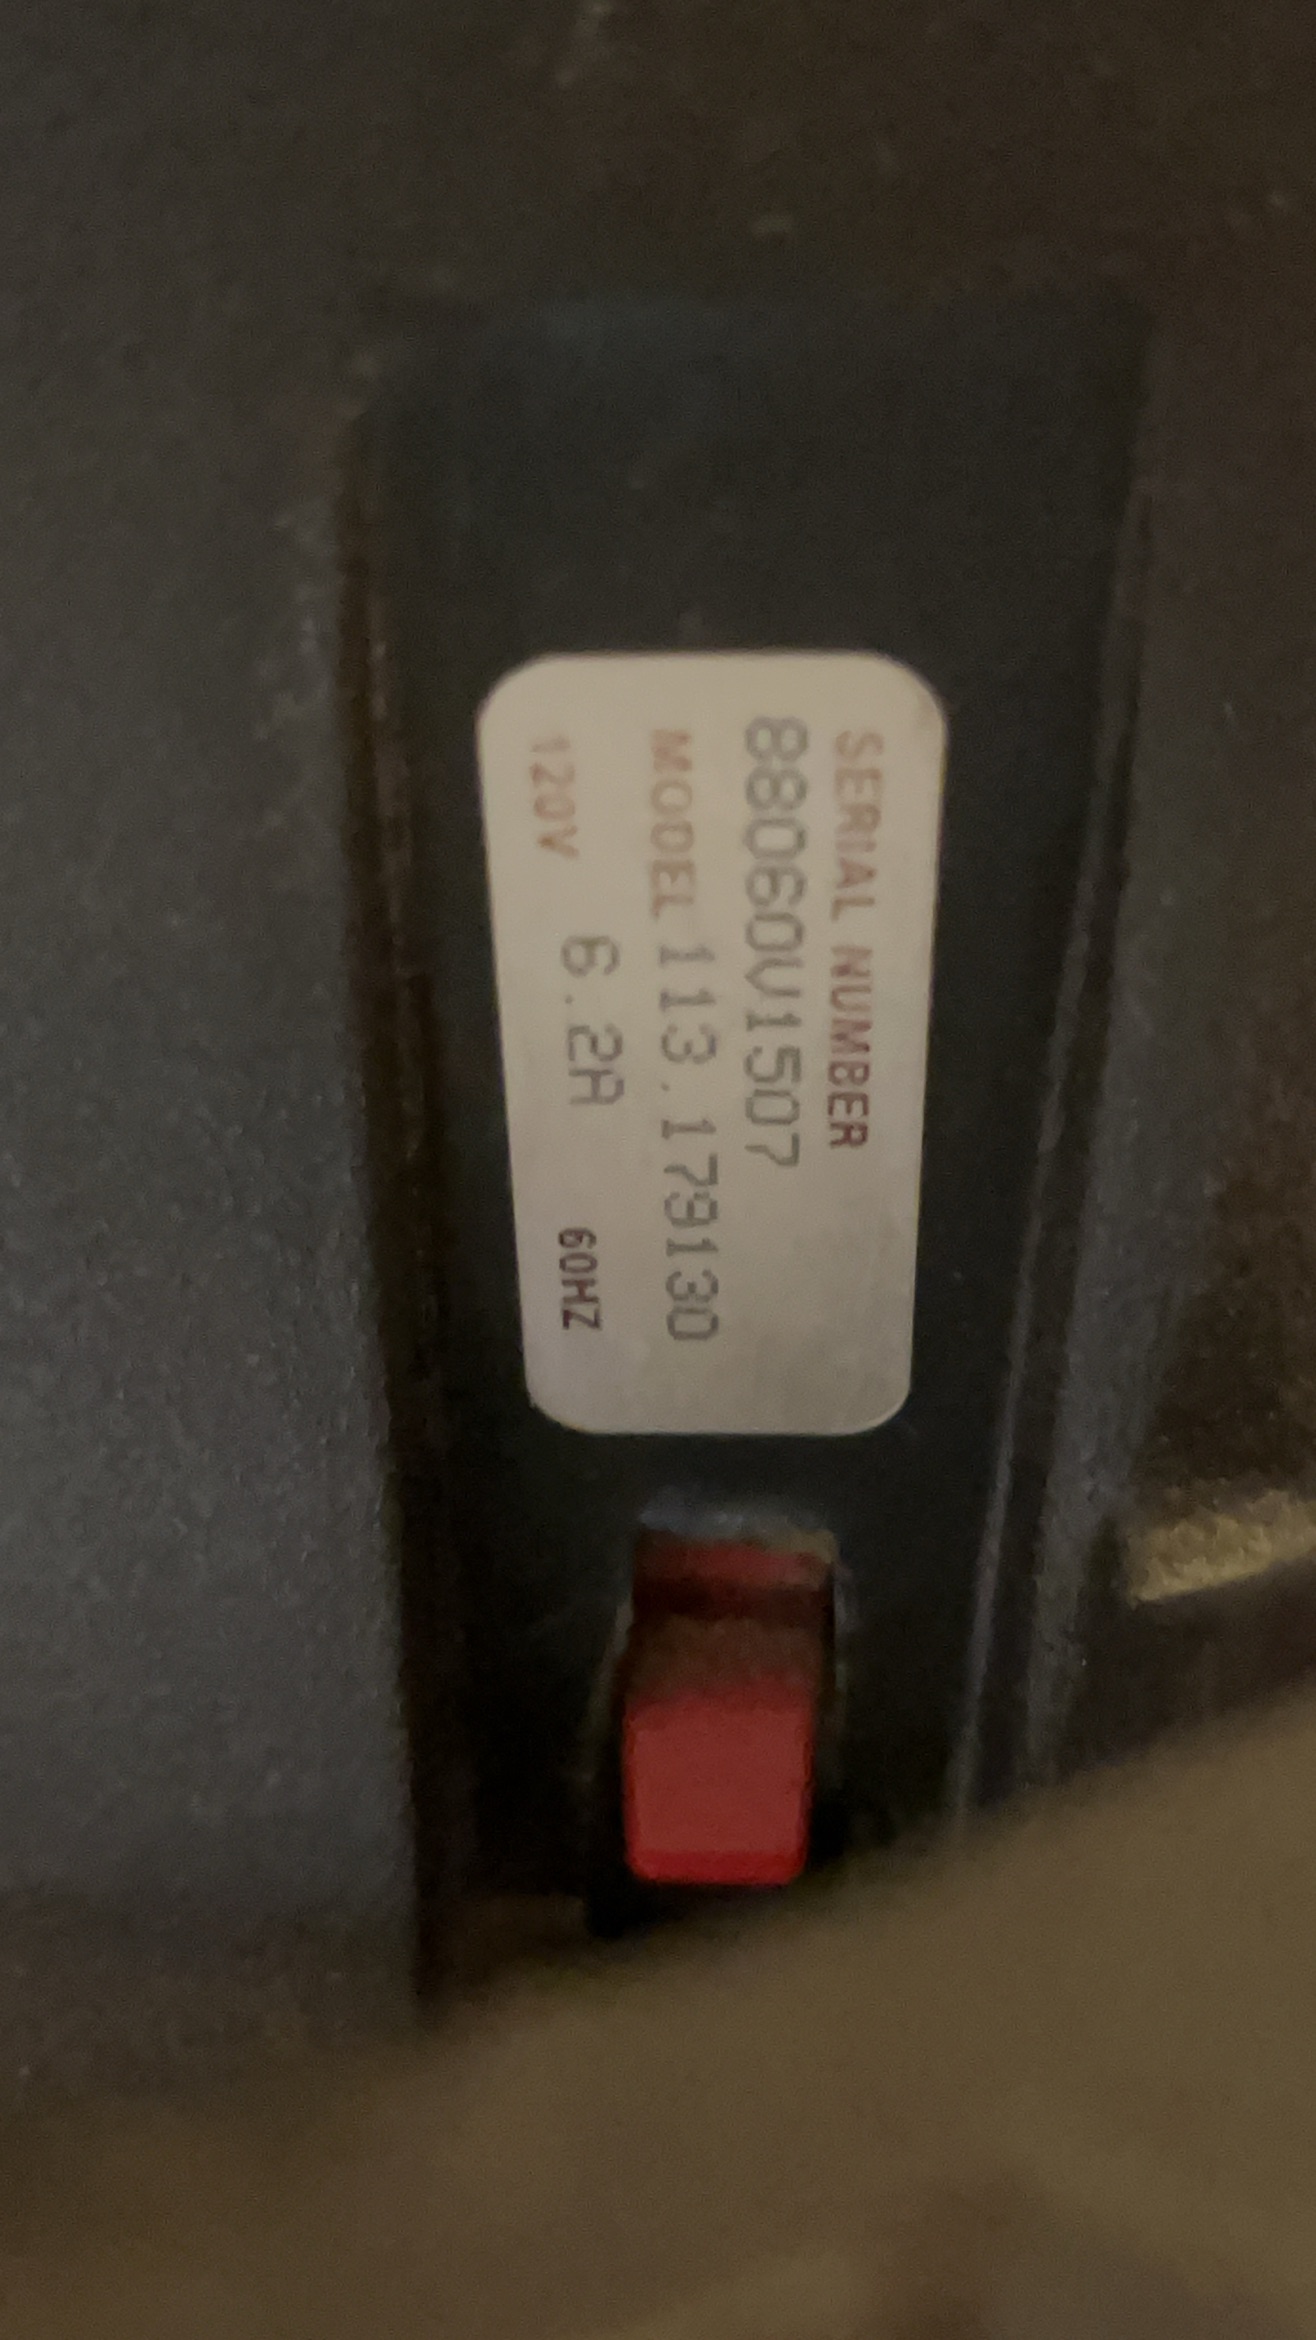 SERIAL NUMBER
88060V1507
MODEL 113.179130
120V 6.2A 60HZ